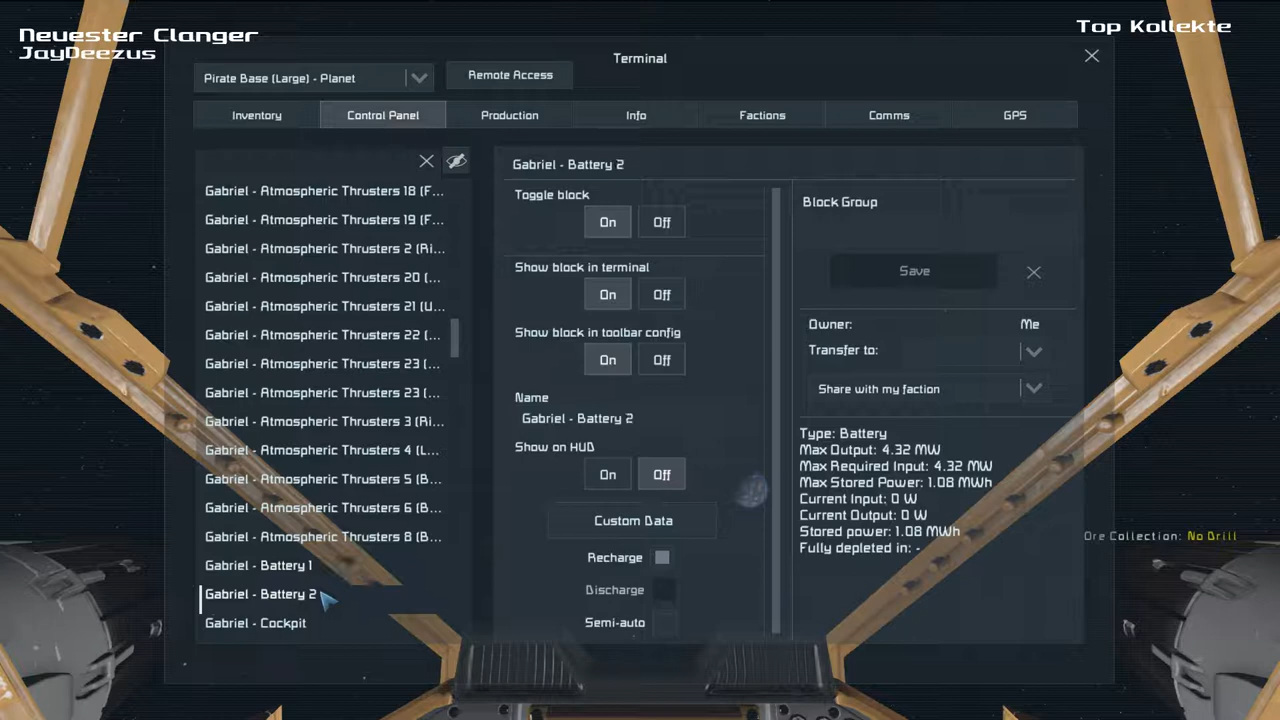 Neuester Clanger
JayDeezus
Top Kollekte
Terminal
Pirate Base (Large) - Planet
Remote Access
Inventory
Control Panel
Production
Info
Factions
Comms
GPS
Gabriel - Atmospheric Thrusters 18 (F...
Gabriel - Atmospheric Thrusters 19 (F...
Gabriel - Atmospheric Thrusters 2 (Ri...
Gabriel - Atmospheric Thrusters 20 (...
Gabriel - Atmospheric Thrusters 21 (U...
Gabriel - Atmospheric Thrusters 22 (...
Gabriel - Atmospheric Thrusters 23 (...
Gabriel - Atmospheric Thrusters 23 (...
Gabriel - Atmospheric Thrusters 3 (Ri...
Gabriel - Atmospheric Thrusters 4 (L...
Gabriel - Atmospheric Thrusters 5 (B...
Gabriel - Atmospheric Thrusters 6 (B...
Gabriel - Atmospheric Thrusters 8 (B...
Gabriel - Battery 1
Gabriel - Battery 2
Gabriel - Cockpit
Gabriel - Battery 2
Toggle block
On Off
Show block in terminal
On Off
Show block in toolbar config
On Off
Name
Gabriel - Battery 2
Show on HUD
On Off
Custom Data
Recharge
Discharge
Semi-auto
Block Group
Save
Owner: Me
Transfer to:
Share with my faction
Type: Battery
Max Output: 4.32 MW
Max Required Input: 4.32 MW
Max Stored Power: 1.08 MWh
Current Input: 0 W
Current Output: 0 W
Stored power: 1.08 MWh
Fully depleted in: -
Ore Collection: No Drill